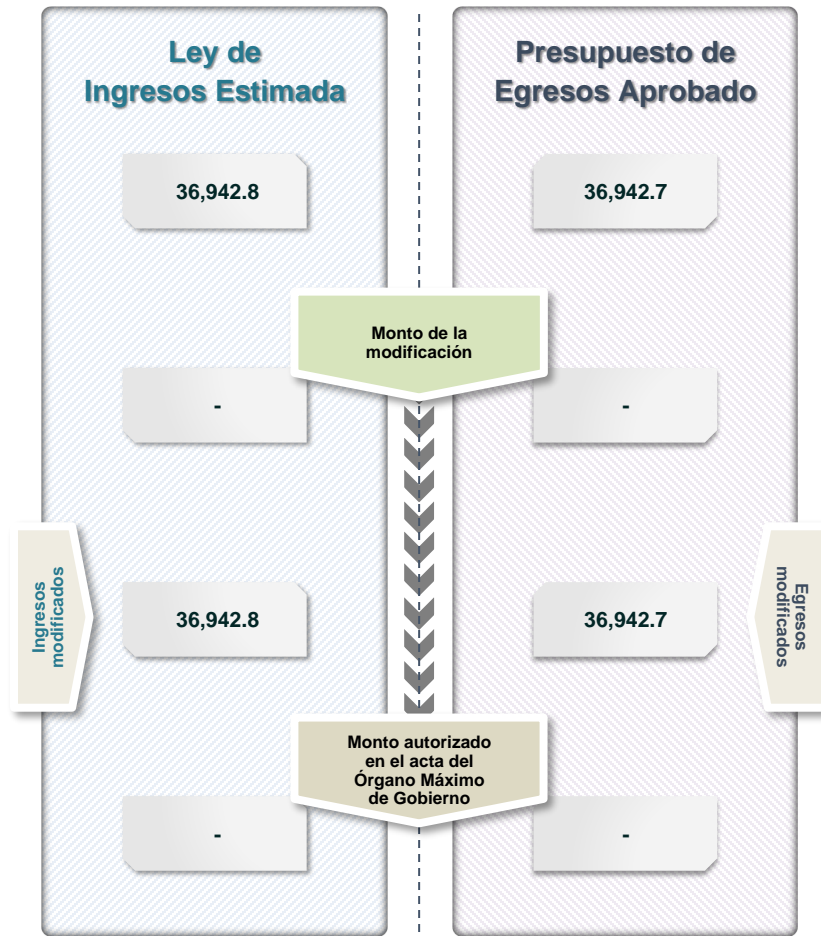 Ley de
Ingresos Estimada
Presupuesto de
Egresos Aprobado
36,942.8
36,942.7
Monto de la
modificación
-
-
Ingresos
modificados
36,942.8
36,942.7
Egresos
modificados
Monto autorizado
en el acta del
Órgano Máximo
de Gobierno
-
-